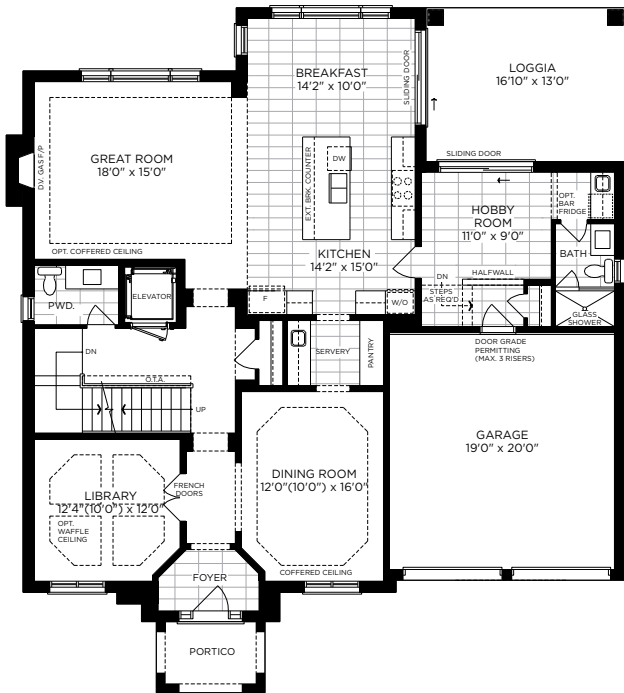 BREAKFAST
14'2" x 10'0"
SLIDING DOOR
LOGGIA
16'10" x 13'0"
D.V. GAS F/P
GREAT ROOM
18'0" x 15'0"
OPT. COFFERED CEILING
EXT. BRK. COUNTER
DW
SLIDING DOOR
HOBBY
ROOM
11'0" x 9'0"
OPT.
BAR
FRIDGE
BATH
KITCHEN
14'2" x 15'0"
DN
HALFWALL
STEPS
AS REQ'D
GLASS
SHOWER
PWD.
ELEVATOR
F
W/O
DOOR GRADE
PERMITTING
(MAX. 3 RISERS)
SERVERY
PANTRY
DN
O.T.A.
UP
GARAGE
19'0" x 20'0"
LIBRARY
12'4"(10'0") x 12'0"
OPT.
WAFFLE
CEILING
FRENCH
DOORS
DINING ROOM
12'0"(10'0") x 16'0"
COFFERED CEILING
FOYER
PORTICO